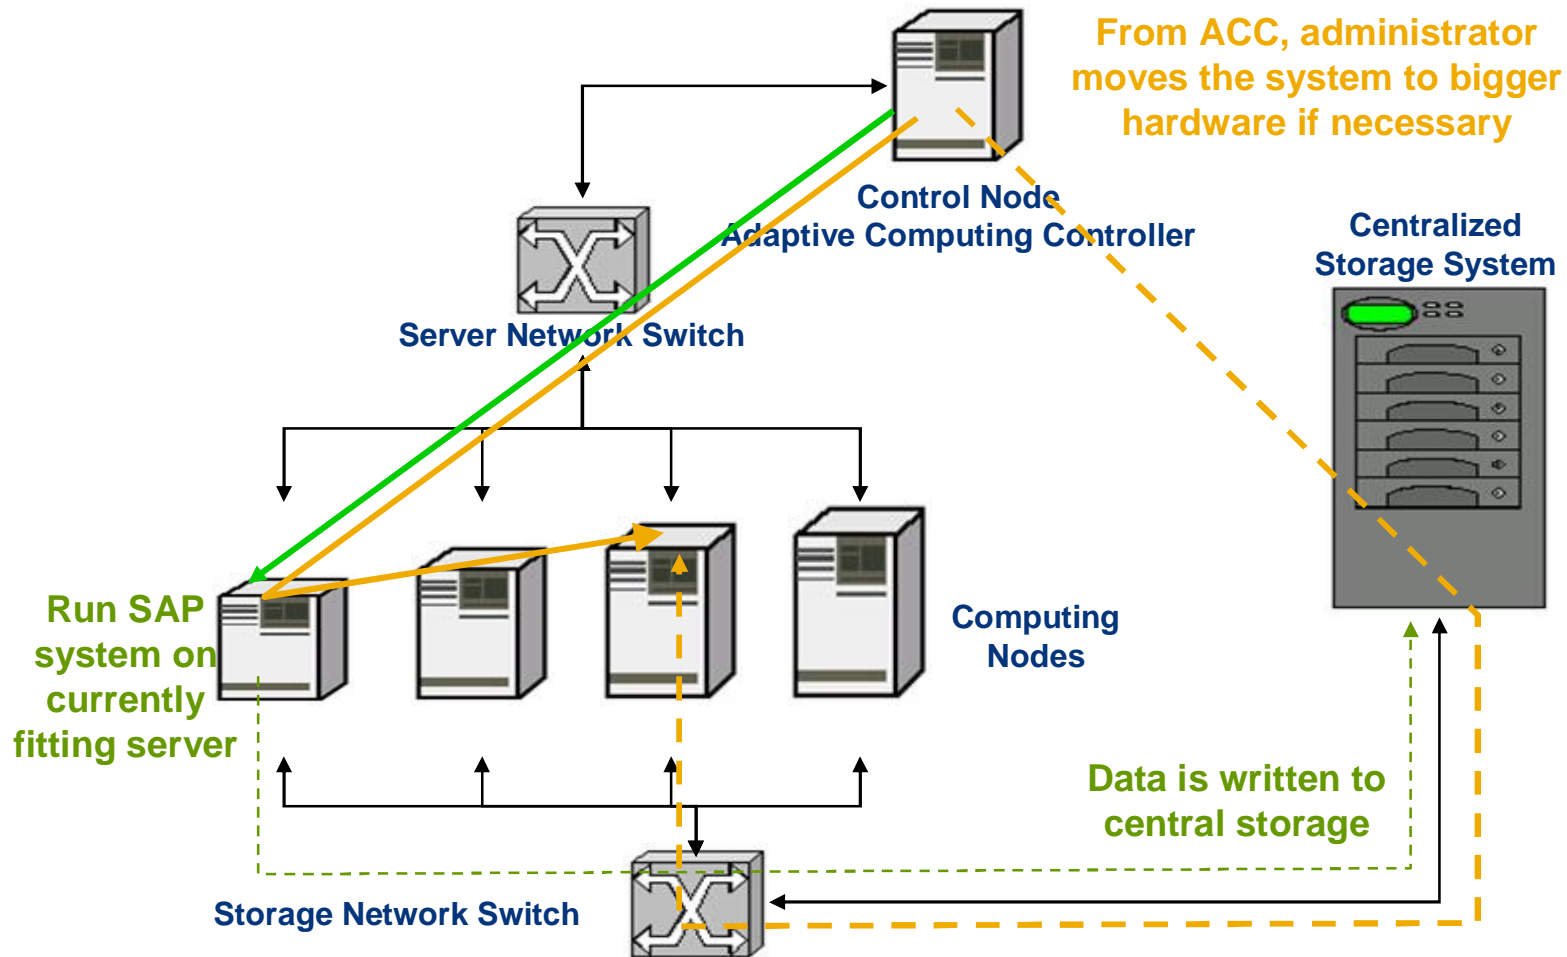 From ACC, administrator
moves the system to bigger
hardware if necessary
Control Node
Adaptive Computing Controller
Centralized
Storage System
Server Network Switch
Run SAP
system on
currently
fitting server
Computing
Nodes
Data is written to
central storage
Storage Network Switch